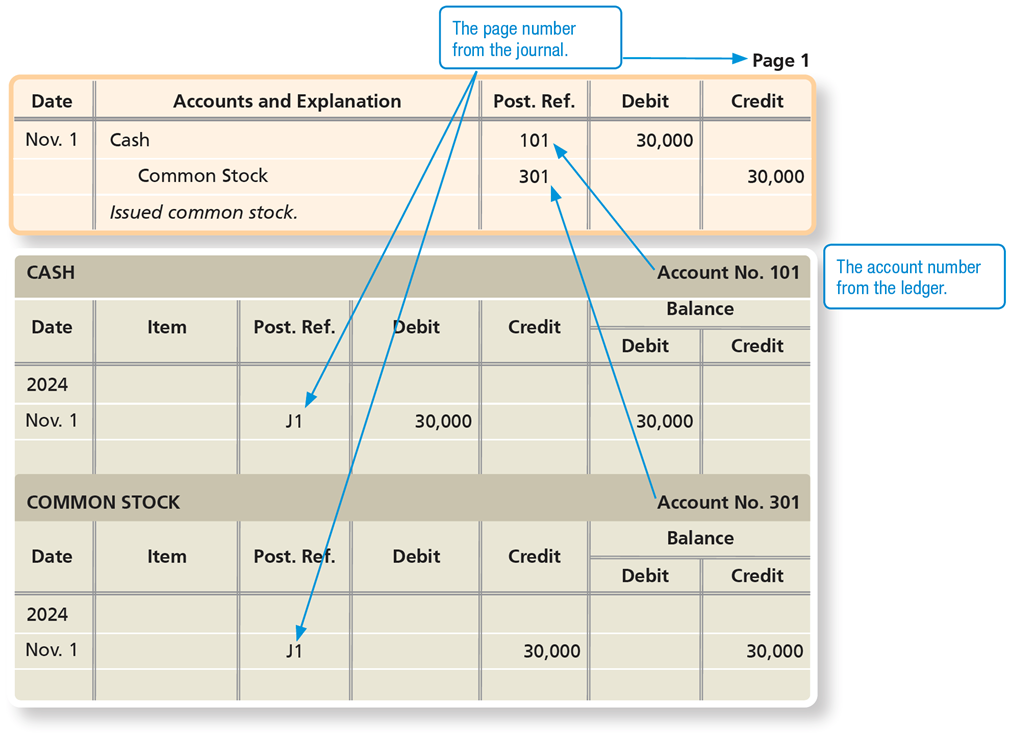 The page number
from the journal.
Page 1
Date Accounts and Explanation Post. Ref. Debit Credit
Nov. 1 Cash 101 30,000
Common Stock 301 30,000
Issued common stock.
CASH Account No. 101
The account number
from the ledger.
Balance
Date Item Post. Ref. Debit Credit
Debit Credit
2024
Nov. 1 J1 30,000 30,000
COMMON STOCK Account No. 301
Balance
Date Item Post. Ref. Debit Credit
Debit Credit
2024
Nov. 1 J1 30,000 30,000